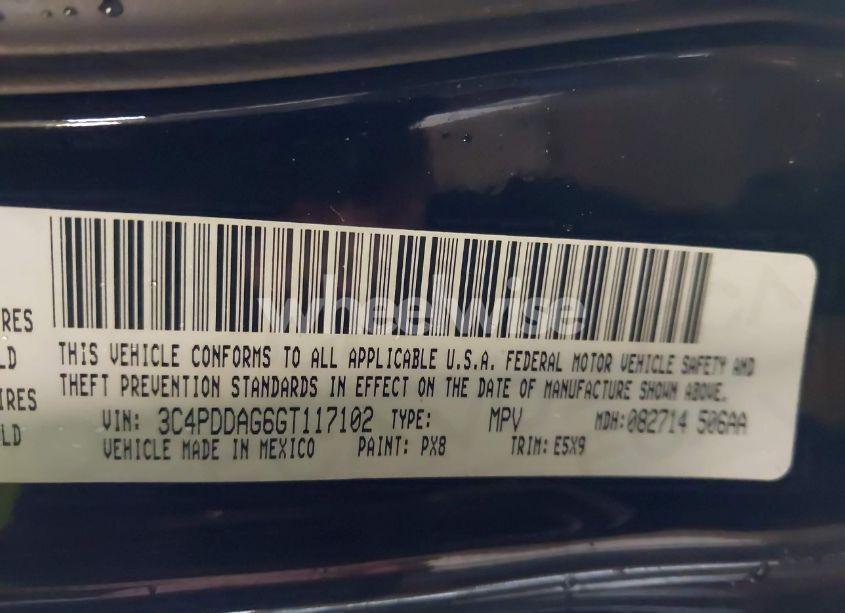 wheelwise
RES
LD
IRES
LD
THIS VEHICLE CONFORMS TO ALL APPLICABLE U.S.A. FEDERAL MOTOR VEHICLE SAFETY AND
THEFT PREVENTION STANDARDS IN EFFECT ON THE DATE OF MANUFACTURE SHOWN ABOVE.
VIN: 3C4PDDAG6GT117102 TYPE: MPV MDH:082714 506AA
VEHICLE MADE IN MEXICO PAINT: PX8 TRIM: E5X9